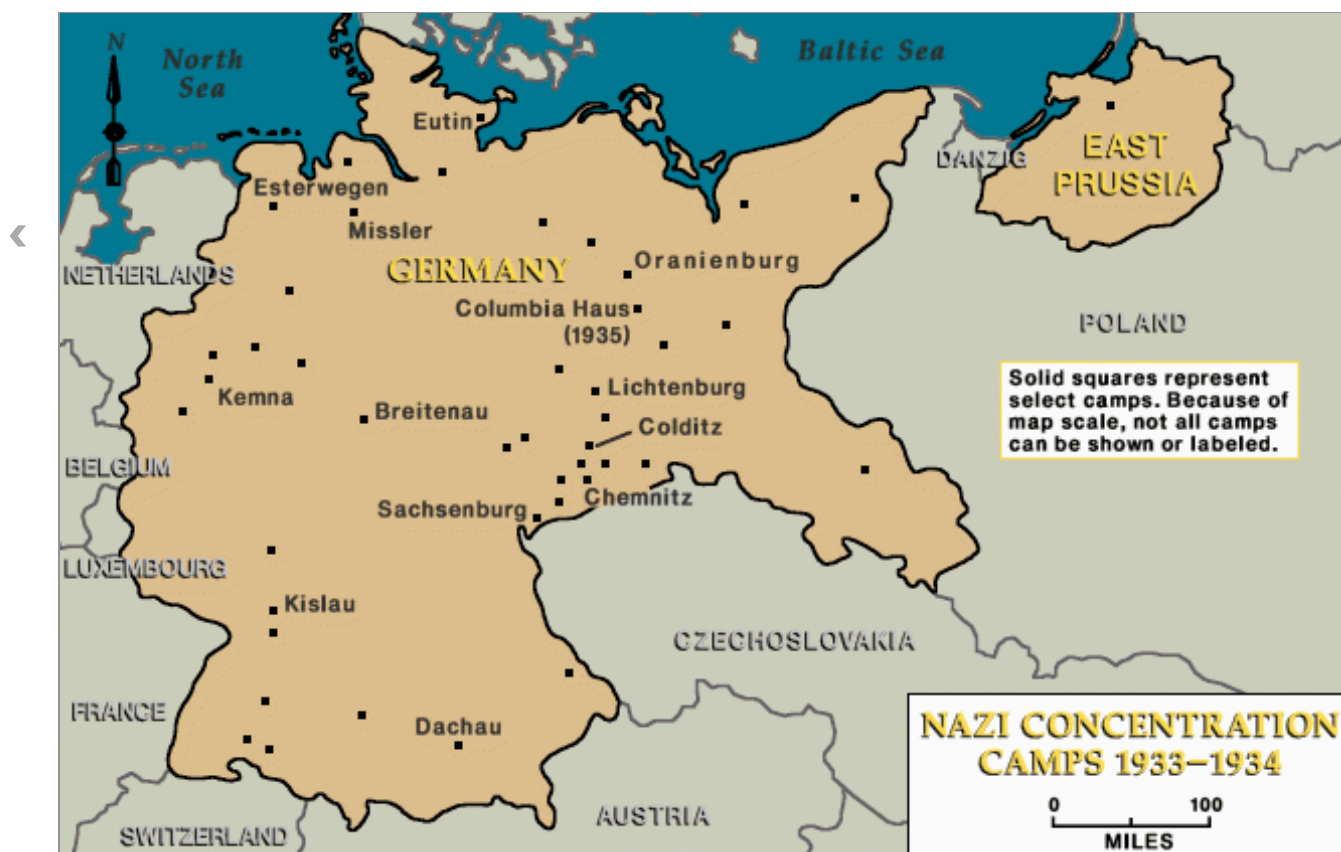 N
North
Sea
Baltic Sea
Eutin
EAST
PRUSSIA
DANZIG
Esterwegen
Missler
NETHERLANDS
GERMANY
Oranienburg
Columbia Haus
(1935)
POLAND
Solid squares represent
select camps. Because of
map scale, not all camps
can be shown or labeled.
Kemna
Breitenau
Lichtenburg
Colditz
BELGIUM
Chemnitz
Sachsenburg
LUXEMBOURG
Kislau
CZECHOSLOVAKIA
FRANCE
Dachau
NAZI CONCENTRATION
CAMPS 1933–1934
0 100
MILES
AUSTRIA
SWITZERLAND